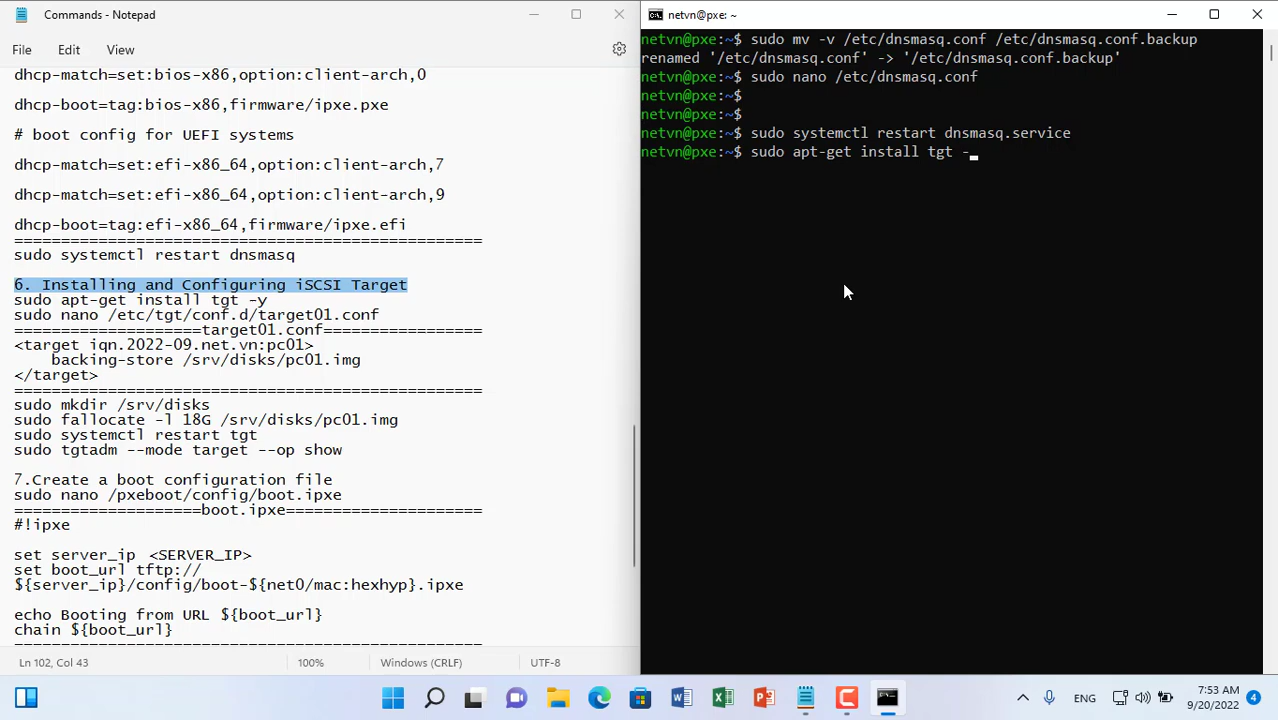 Commands - Notepad
File Edit View
dhcp-match=set:bios-x86,option:client-arch,0
dhcp-boot=tag:bios-x86,firmware/ipxe.pxe
# boot config for UEFI systems
dhcp-match=set:efi-x86_64,option:client-arch,7
dhcp-match=set:efi-x86_64,option:client-arch,9
dhcp-boot=tag:efi-x86_64,firmware/ipxe.efi
==================================================
sudo systemctl restart dnsmasq
6. Installing and Configuring iSCSI Target
sudo apt-get install tgt -y
sudo nano /etc/tgt/conf.d/target01.conf
====================target01.conf=================
<target iqn.2022-09.net.vn:pc01>
backing-store /srv/disks/pc01.img
</target>
==================================================
sudo mkdir /srv/disks
sudo fallocate -l 18G /srv/disks/pc01.img
sudo systemctl restart tgt
sudo tgtadm --mode target --op show
7.Create a boot configuration file
sudo nano /pxeboot/config/boot.ipxe
====================boot.ipxe=====================
#!ipxe
set server_ip <SERVER_IP>
set boot_url tftp://
${server_ip}/config/boot-${net0/mac:hexhyp}.ipxe
echo Booting from URL ${boot_url}
chain ${boot_url}
==================================================
Ln 102, Col 43 100% Windows (CRLF) UTF-8
netvn@pxe: ~
netvn@pxe:~$ sudo mv -v /etc/dnsmasq.conf /etc/dnsmasq.conf.backup
renamed '/etc/dnsmasq.conf' -> '/etc/dnsmasq.conf.backup'
netvn@pxe:~$ sudo nano /etc/dnsmasq.conf
netvn@pxe:~$
netvn@pxe:~$
netvn@pxe:~$ sudo systemctl restart dnsmasq.service
netvn@pxe:~$ sudo apt-get install tgt -
ENG
7:53 AM
9/20/2022
4